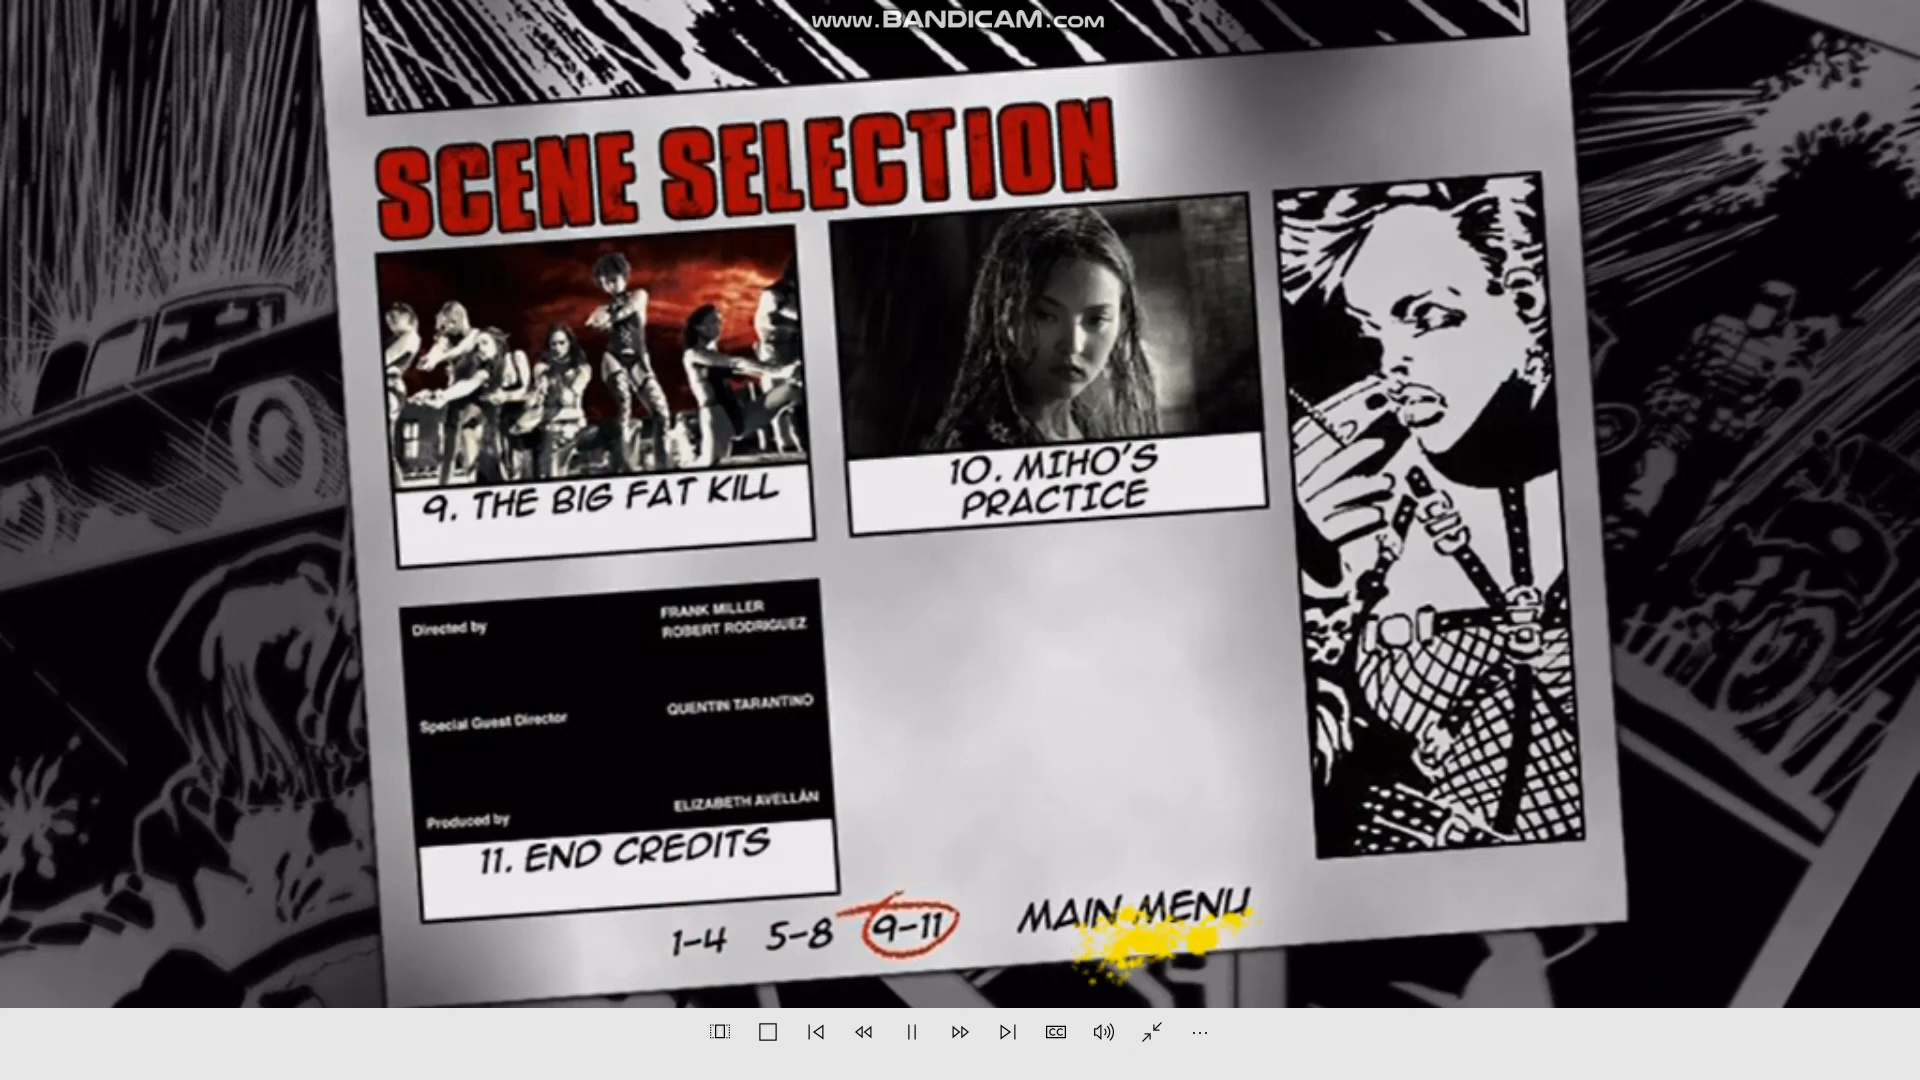 www.BANDICAM.com
SCENE SELECTION
9. THE BIG FAT KILL
10. MIHO'S
PRACTICE
Directed by FRANK MILLER
ROBERT RODRIGUEZ
Special Guest Director QUENTIN TARANTINO
Produced by ELIZABETH AVELLÁN
11. END CREDITS
1-4 5-8 9-11 MAIN MENU
CC